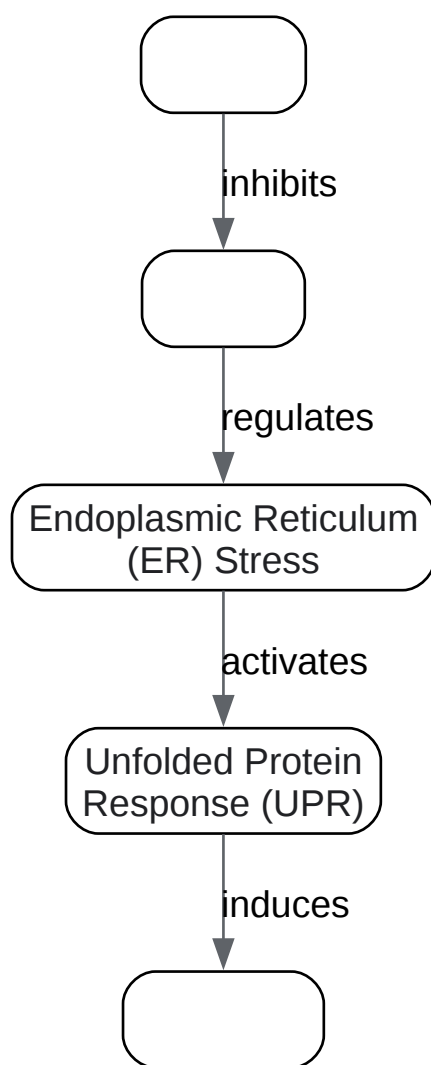 inhibits
regulates
Endoplasmic Reticulum
(ER) Stress
activates
Unfolded Protein
Response (UPR)
induces